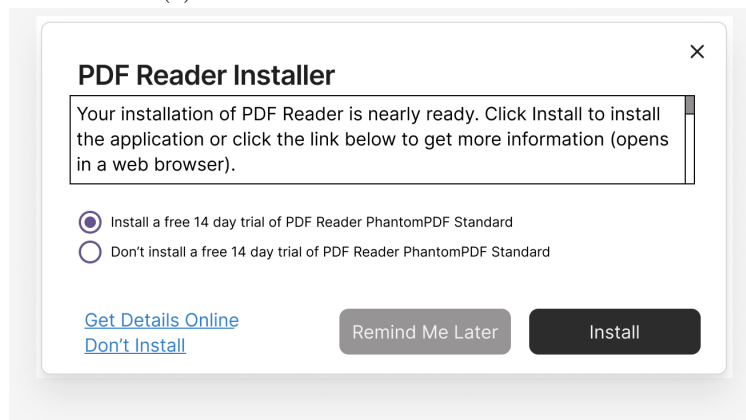 PDF Reader Installer
Your installation of PDF Reader is nearly ready. Click Install to install
the application or click the link below to get more information (opens
in a web browser).
Install a free 14 day trial of PDF Reader PhantomPDF Standard
Don't install a free 14 day trial of PDF Reader PhantomPDF Standard
Get Details Online
Don't Install
Remind Me Later
Install